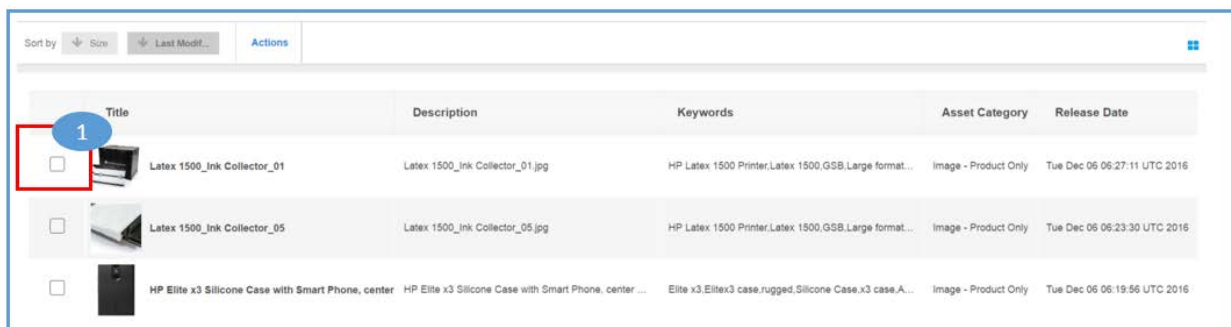 Sort by Size Last Modif... Actions
Title Description Keywords Asset Category Release Date
1
Latex 1500_Ink Collector_01 Latex 1500_Ink Collector_01.jpg HP Latex 1500 Printer,Latex 1500,GSB,Large format... Image - Product Only Tue Dec 06 06:27:11 UTC 2016
Latex 1500_Ink Collector_05 Latex 1500_Ink Collector_05.jpg HP Latex 1500 Printer,Latex 1500,GSB,Large format... Image - Product Only Tue Dec 06 06:23:30 UTC 2016
HP Elite x3 Silicone Case with Smart Phone, center HP Elite x3 Silicone Case with Smart Phone, center ... Elite x3,Elitex3 case,rugged,Silicone Case,x3 case,A... Image - Product Only Tue Dec 06 06:19:56 UTC 2016